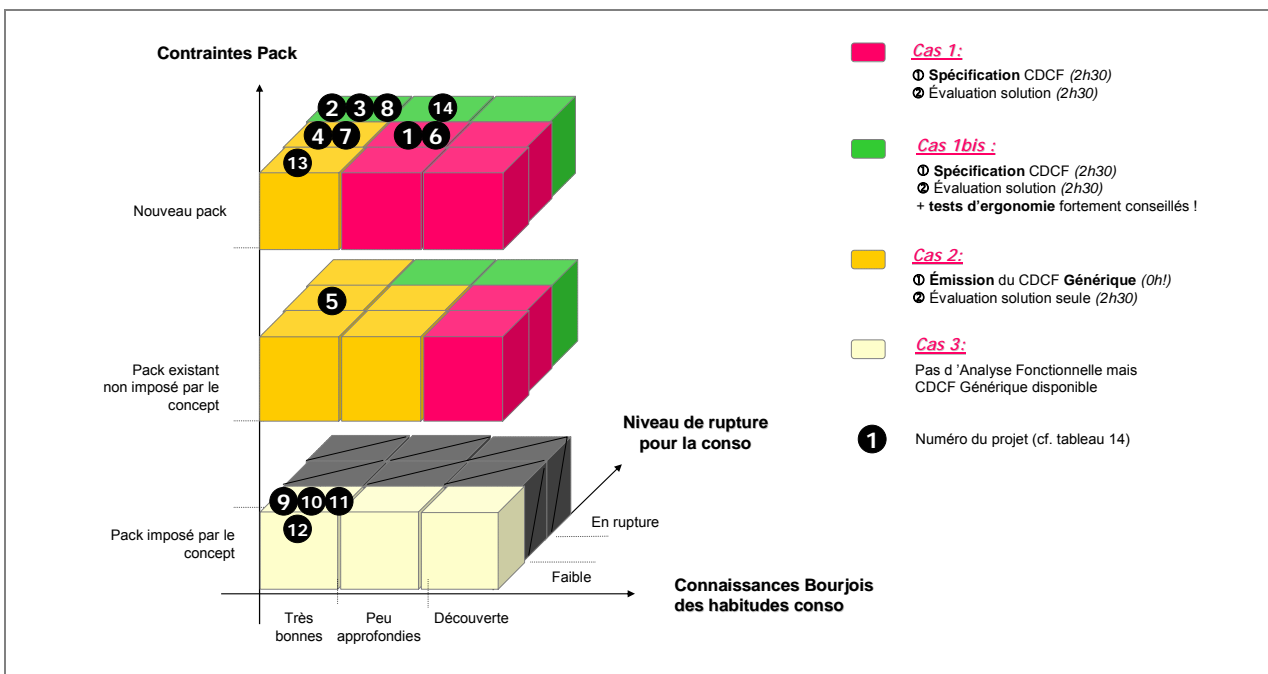 Contraintes Pack
2 3 8 14
4 7 1 6
13
Nouveau pack
5
Pack existant
non imposé par le
concept
Niveau de rupture
pour la conso
9 10 11
12
Pack imposé par le
concept
En rupture
Faible
Connaissances Bourjois
des habitudes conso
Très
bonnes
Peu
approfondies
Découverte
Cas 1:
① Spécification CDCF (2h30)
② Évaluation solution (2h30)
Cas 1bis :
① Spécification CDCF (2h30)
② Évaluation solution (2h30)
+ tests d'ergonomie fortement conseillés !
Cas 2:
① Émission du CDCF Générique (0h!)
② Évaluation solution seule (2h30)
Cas 3:
Pas d 'Analyse Fonctionnelle mais
CDCF Générique disponible
1 Numéro du projet (cf. tableau 14)